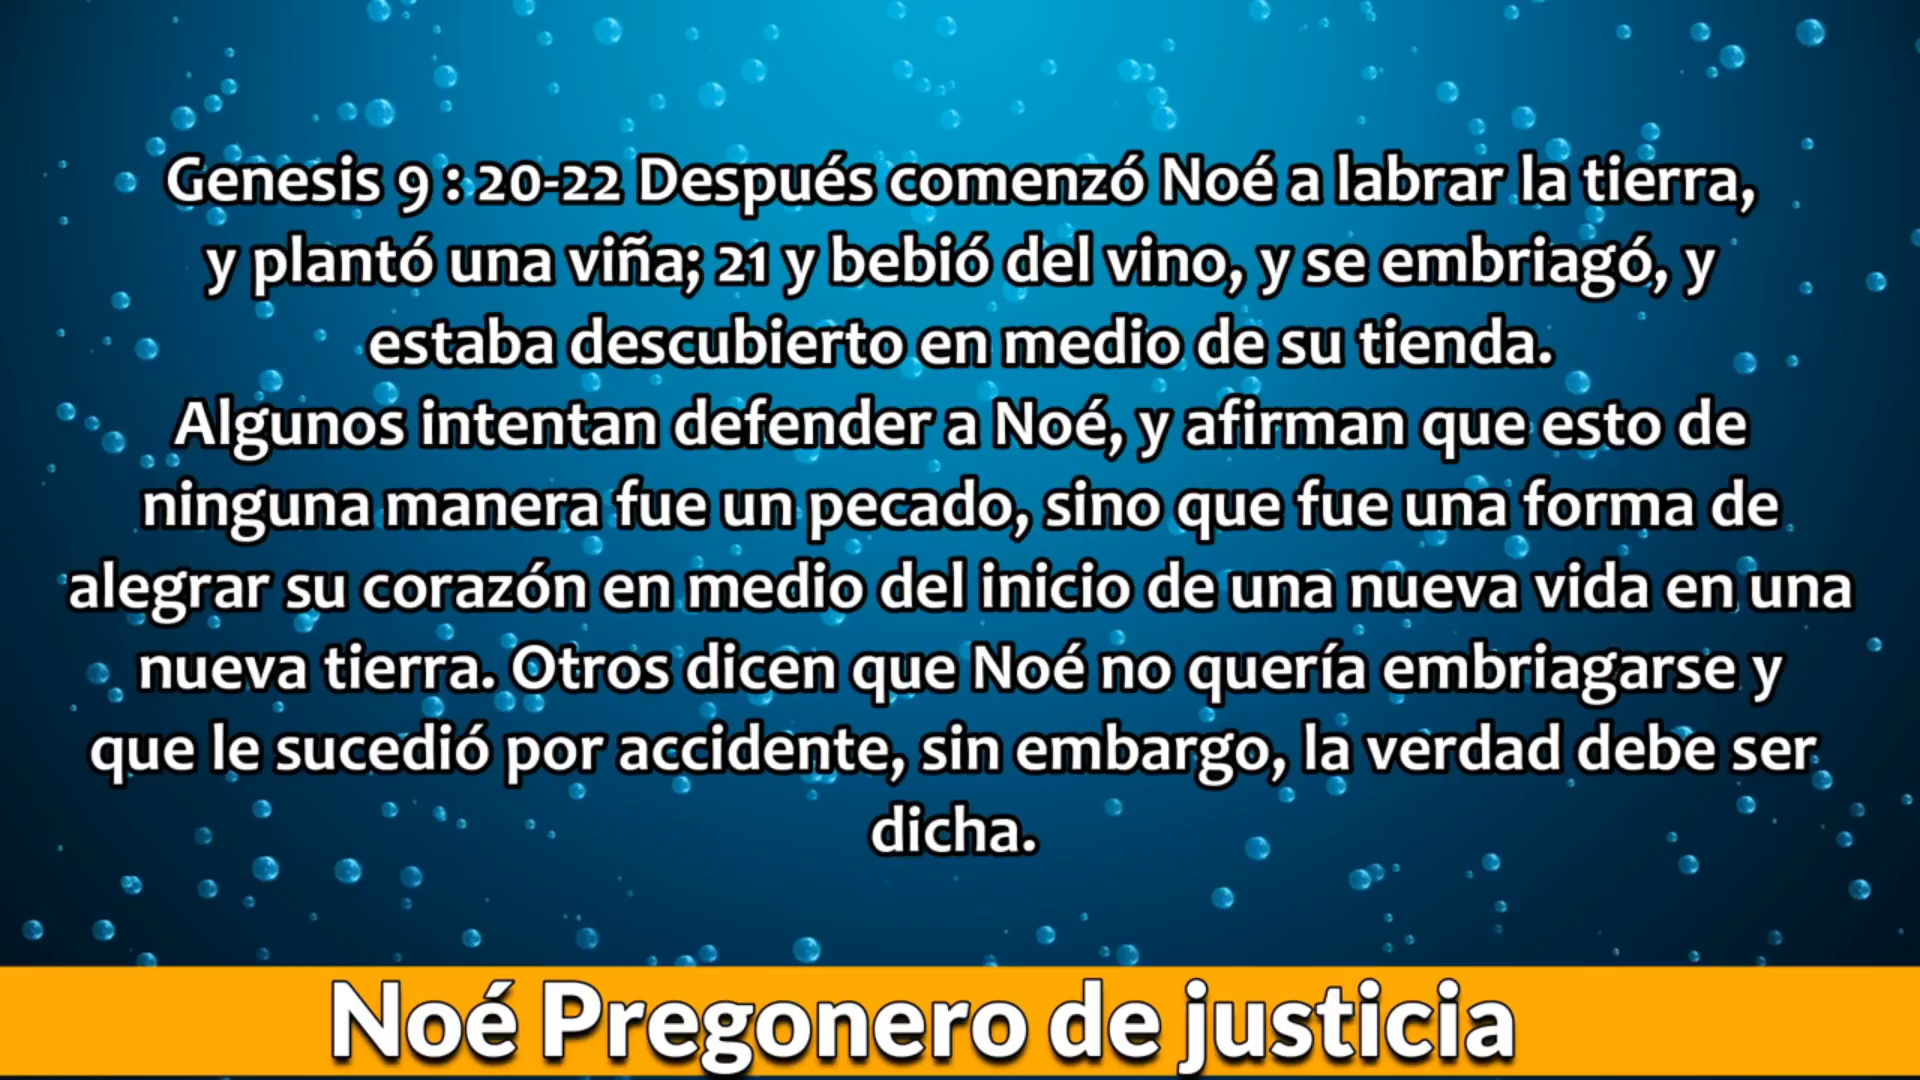 Genesis 9 : 20-22 Después comenzó Noé a labrar la tierra,
y plantó una viña; 21 y bebió del vino, y se embriagó, y
estaba descubierto en medio de su tienda.
Algunos intentan defender a Noé, y afirman que esto de
ninguna manera fue un pecado, sino que fue una forma de
alegrar su corazón en medio del inicio de una nueva vida en una
nueva tierra. Otros dicen que Noé no quería embriagarse y
que le sucedió por accidente, sin embargo, la verdad debe ser
dicha.
Noé Pregonero de justicia